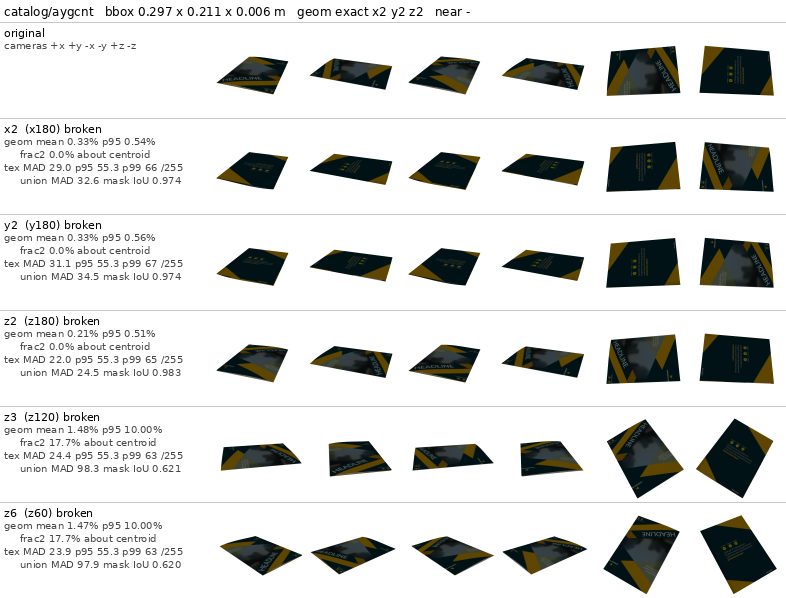 catalog/aygcnt   bbox 0.297 x 0.211 x 0.006 m   geom exact x2 y2 z2   near -
original
cameras +x +y -x -y +z -z
HEADLINE
x2  (x180) broken
geom mean 0.33% p95 0.54%
frac2 0.0% about centroid
tex MAD 29.0 p95 55.3 p99 66 /255
union MAD 32.6 mask IoU 0.974
HEADLINE
y2  (y180) broken
geom mean 0.33% p95 0.56%
frac2 0.0% about centroid
tex MAD 31.1 p95 55.3 p99 67 /255
union MAD 34.5 mask IoU 0.974
HEADLINE
z2  (z180) broken
geom mean 0.21% p95 0.51%
frac2 0.0% about centroid
tex MAD 22.0 p95 55.3 p99 65 /255
union MAD 24.5 mask IoU 0.983
HEADLINE
z3  (z120) broken
geom mean 1.48% p95 10.00%
frac2 17.7% about centroid
tex MAD 24.4 p95 55.3 p99 63 /255
union MAD 98.3 mask IoU 0.621
HEADLINE
z6  (z60) broken
geom mean 1.47% p95 10.00%
frac2 17.7% about centroid
tex MAD 23.9 p95 55.3 p99 63 /255
union MAD 97.9 mask IoU 0.620
HEADLINE